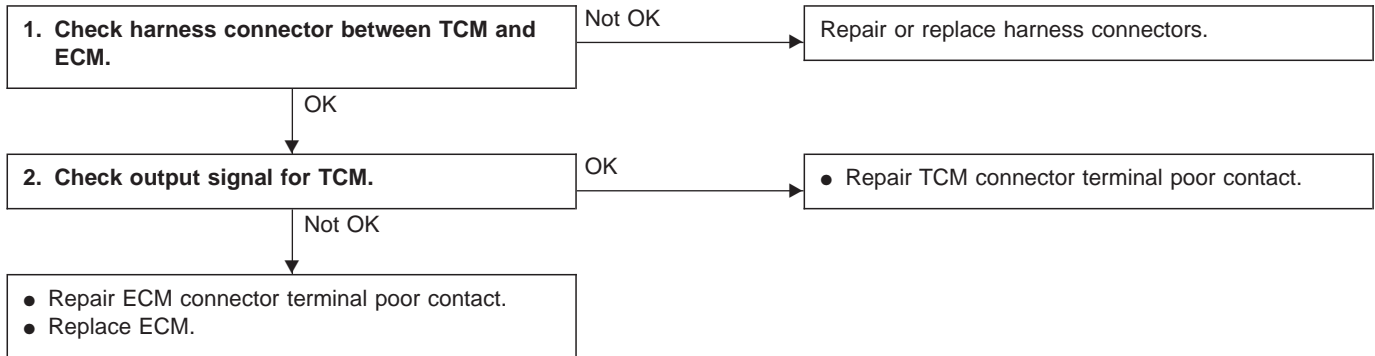 1. Check harness connector between TCM and
ECM.
Not OK
Repair or replace harness connectors.
OK
2. Check output signal for TCM.
OK
● Repair TCM connector terminal poor contact.
Not OK
● Repair ECM connector terminal poor contact.
● Replace ECM.